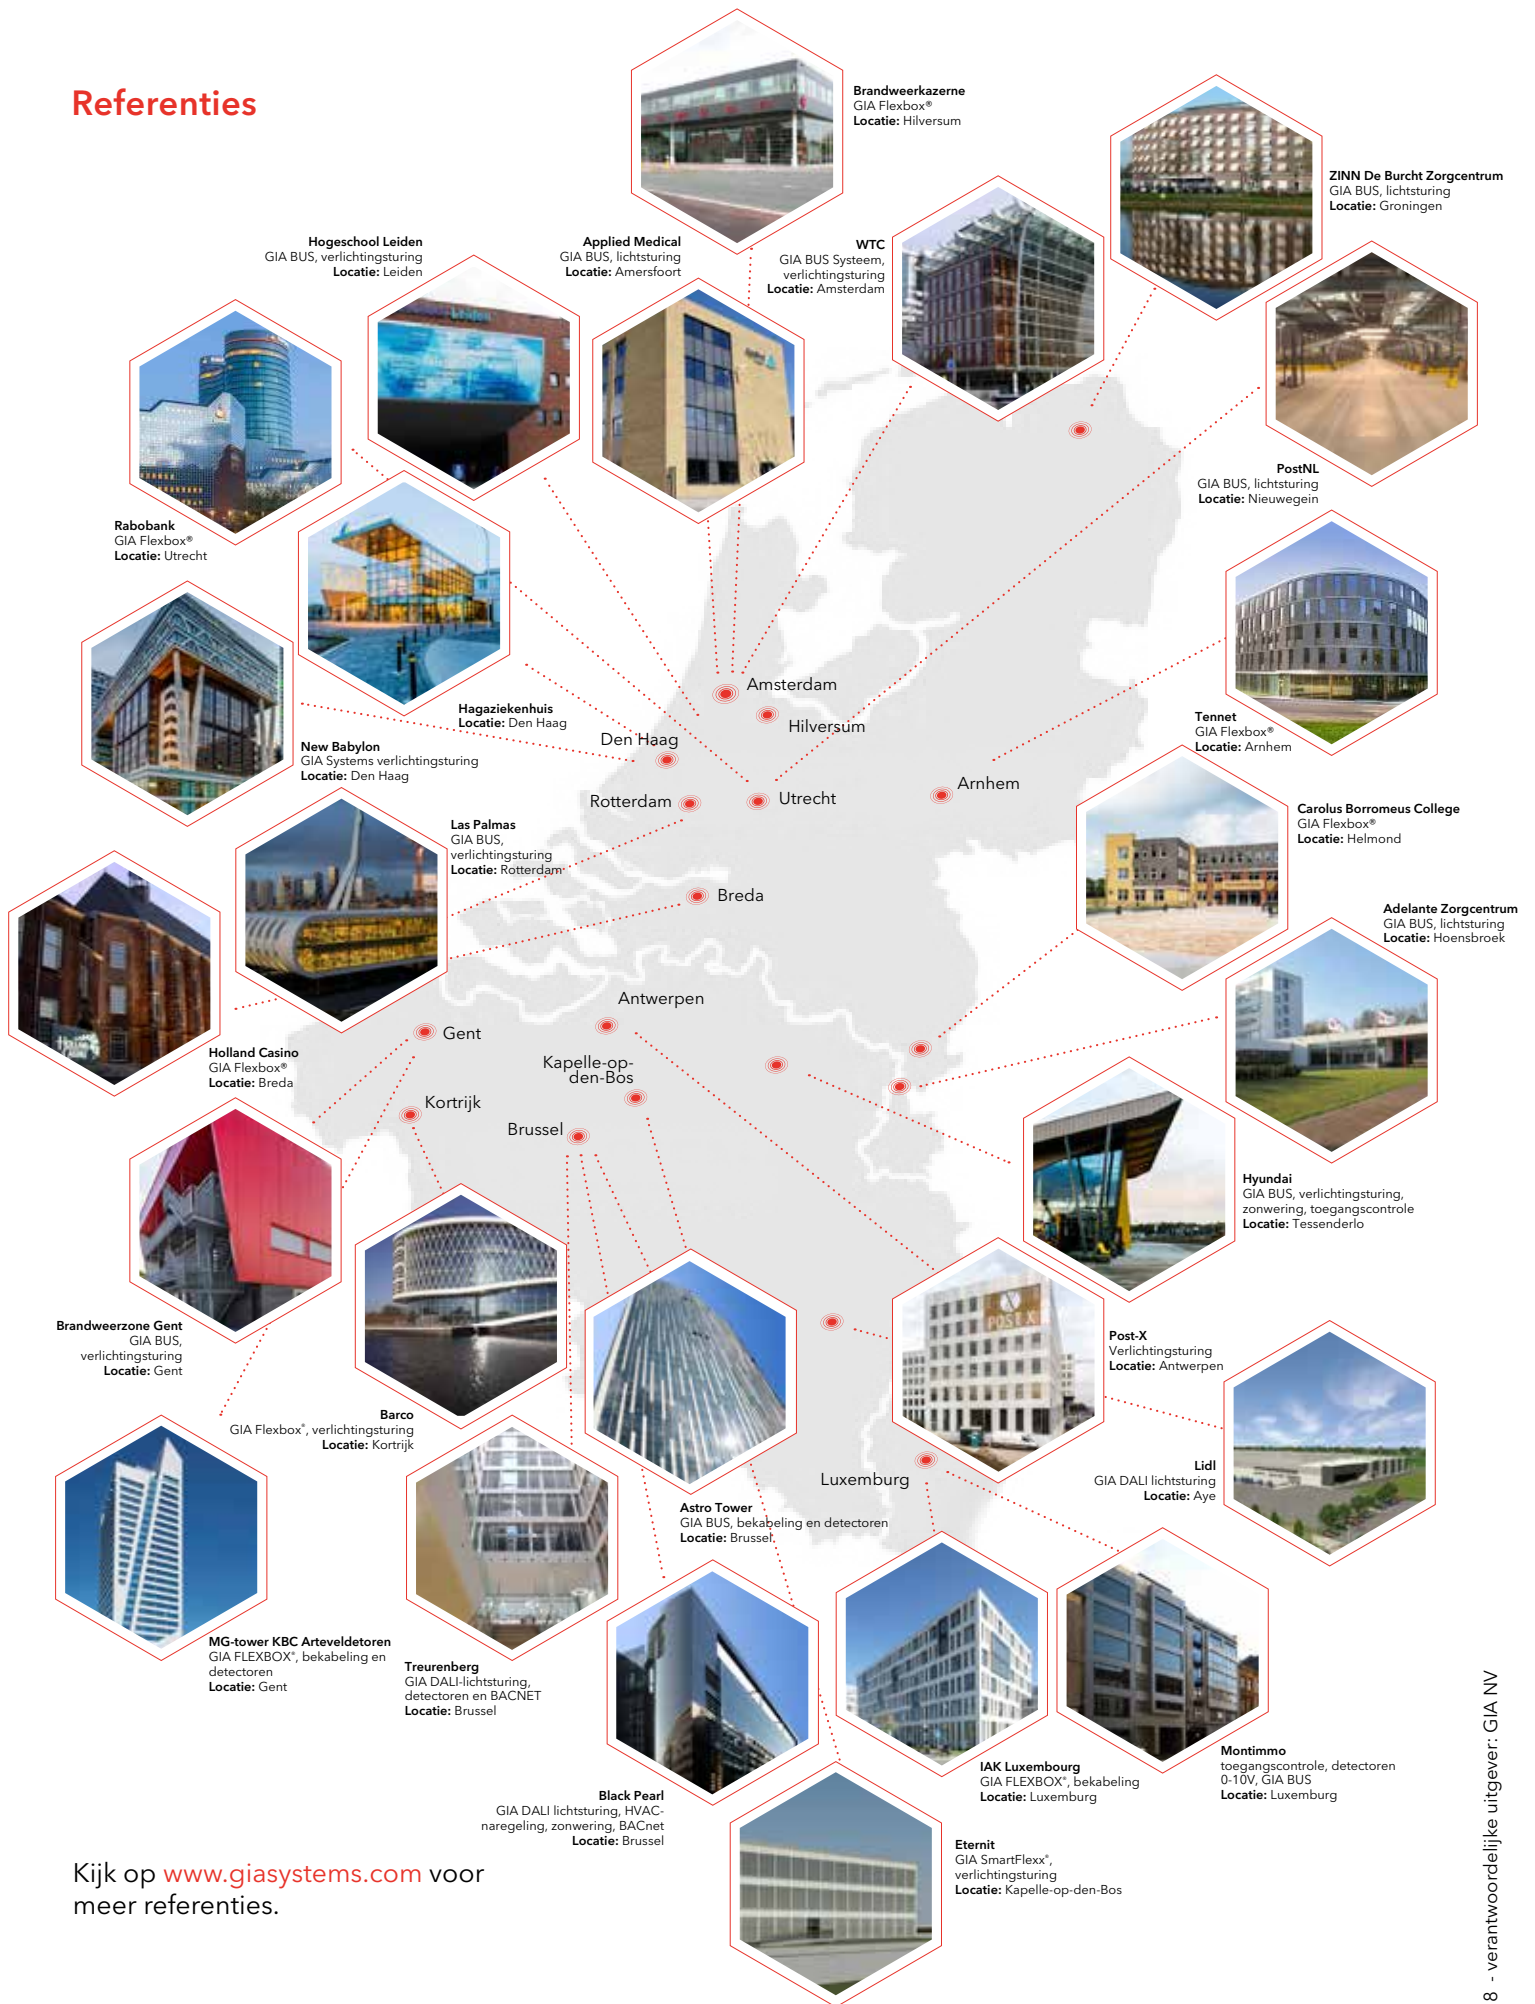 Referenties
Brandweerkazerne
GIA Flexbox®
Locatie: Hilversum
ZINN De Burcht Zorgcentrum
GIA BUS, lichtsturing
Locatie: Groningen
Hogeschool Leiden
GIA BUS, verlichtingsturing
Locatie: Leiden
Applied Medical
GIA BUS, lichtsturing
Locatie: Amersfoort
WTC
GIA BUS Systeem,
verlichtingsturing
Locatie: Amsterdam
Leiden
PostNL
GIA BUS, lichtsturing
Locatie: Nieuwegein
Rabobank
GIA Flexbox®
Locatie: Utrecht
Hagaziekenhuis
Locatie: Den Haag
New Babylon
GIA Systems verlichtingsturing
Locatie: Den Haag
Amsterdam
Hilversum
Den Haag
Rotterdam
Utrecht
Arnhem
Tennet
GIA Flexbox®
Locatie: Arnhem
Carolus Borromeus College
GIA Flexbox®
Locatie: Helmond
Las Palmas
GIA BUS,
verlichtingsturing
Locatie: Rotterdam
Breda
Adelante Zorgcentrum
GIA BUS, lichtsturing
Locatie: Hoensbroek
Antwerpen
Gent
Kapelle-op-
den-Bos
Kortrijk
Brussel
Holland Casino
GIA Flexbox®
Locatie: Breda
Hyundai
GIA BUS, verlichtingsturing,
zonwering, toegangscontrole
Locatie: Tessenderlo
Brandweerzone Gent
GIA BUS,
verlichtingsturing
Locatie: Gent
POST X
Post-X
Verlichtingsturing
Locatie: Antwerpen
Barco
GIA Flexbox®, verlichtingsturing
Locatie: Kortrijk
Luxemburg
Lidl
GIA DALI lichtsturing
Locatie: Aye
Astro Tower
GIA BUS, bekabeling en detectoren
Locatie: Brussel
MG-tower KBC Arteveldetoren
GIA FLEXBOX®, bekabeling en
detectoren
Locatie: Gent
Treurenberg
GIA DALI-lichtsturing,
detectoren en BACNET
Locatie: Brussel
Black Pearl
GIA DALI lichtsturing, HVAC-
naregeling, zonwering, BACnet
Locatie: Brussel
IAK Luxembourg
GIA FLEXBOX®, bekabeling
Locatie: Luxemburg
Montimmo
toegangscontrole, detectoren
0-10V, GIA BUS
Locatie: Luxemburg
Eternit
GIA SmartFlexx®,
verlichtingsturing
Locatie: Kapelle-op-den-Bos
Kijk op www.giasystems.com voor
meer referenties.
8 - verantwoordelijke uitgever: GIA NV